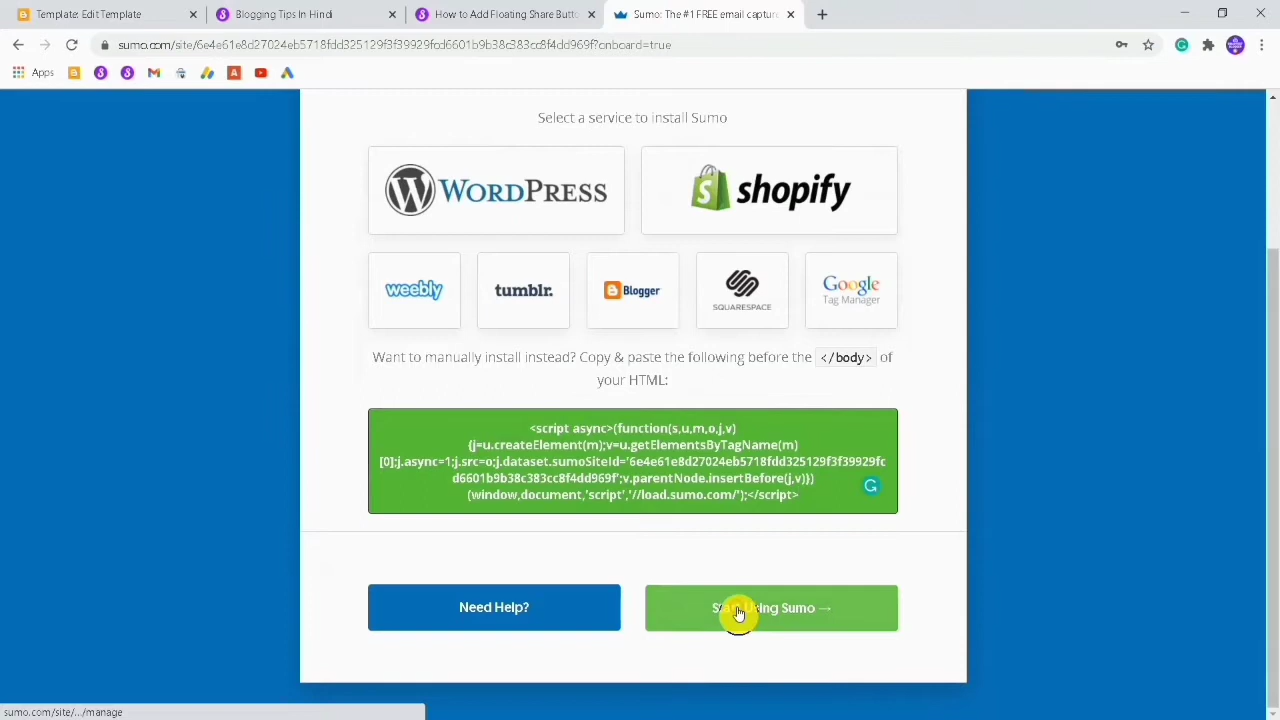 Template: Edit Template
Blogging Tips In Hindi
How to Add Floating Share Butto
Sumo: The #1 FREE email capture
sumo.com/site/6e4e61e8d27024eb5718fdd325129f3f39929fcd6601b9b38c383cc8f4dd969f?onboard=true
Apps
Select a service to install Sumo
WORDPRESS
shopify
weebly
tumblr.
Blogger
SQUARESPACE
Google
Tag Manager
Want to manually install instead? Copy & paste the following before the </body> of
your HTML:
<script async>(function(s,u,m,o,j,v)
{j=u.createElement(m);v=u.getElementsByTagName(m)
[0];j.async=1;j.src=o;j.dataset.sumoSiteId='6e4e61e8d27024eb5718fdd325129f3f39929fc
d6601b9b38c383cc8f4dd969f';v.parentNode.insertBefore(j,v)})
(window,document,'script','//load.sumo.com/');</script>
Need Help?
Start Using Sumo →
sumo.com/site/.../manage